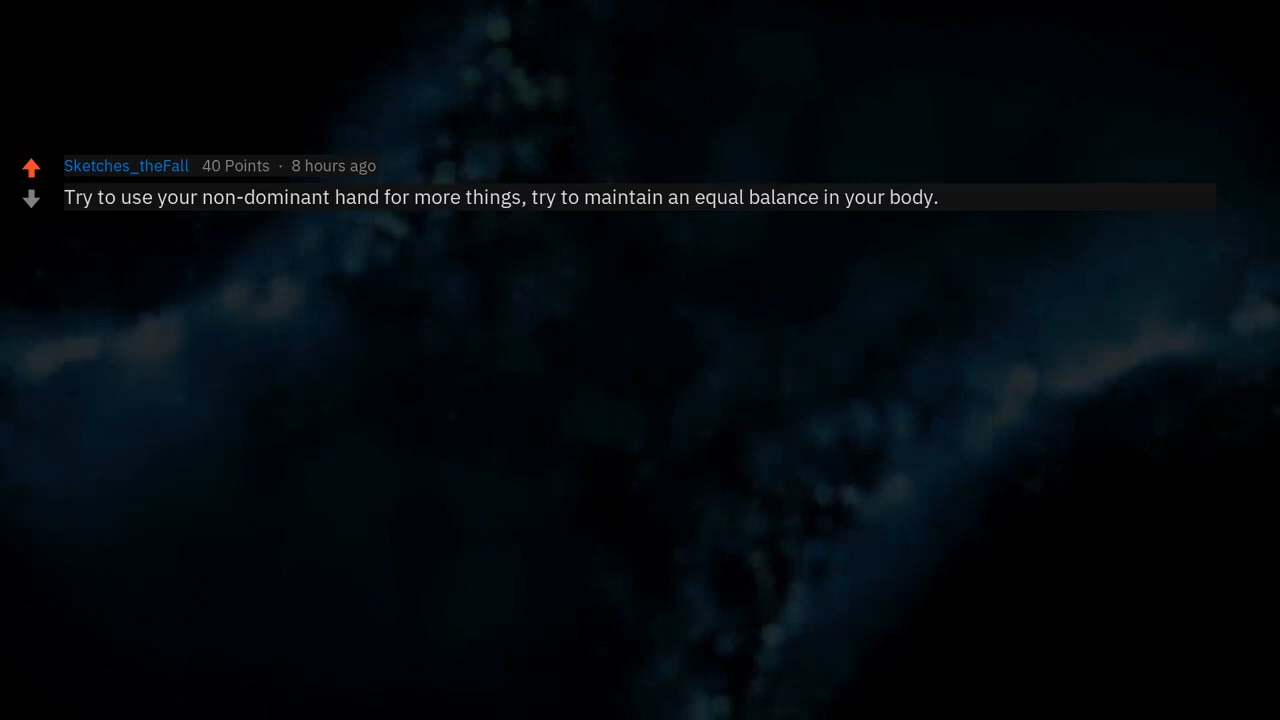 Sketches_theFall 40 Points · 8 hours ago
Try to use your non-dominant hand for more things, try to maintain an equal balance in your body.